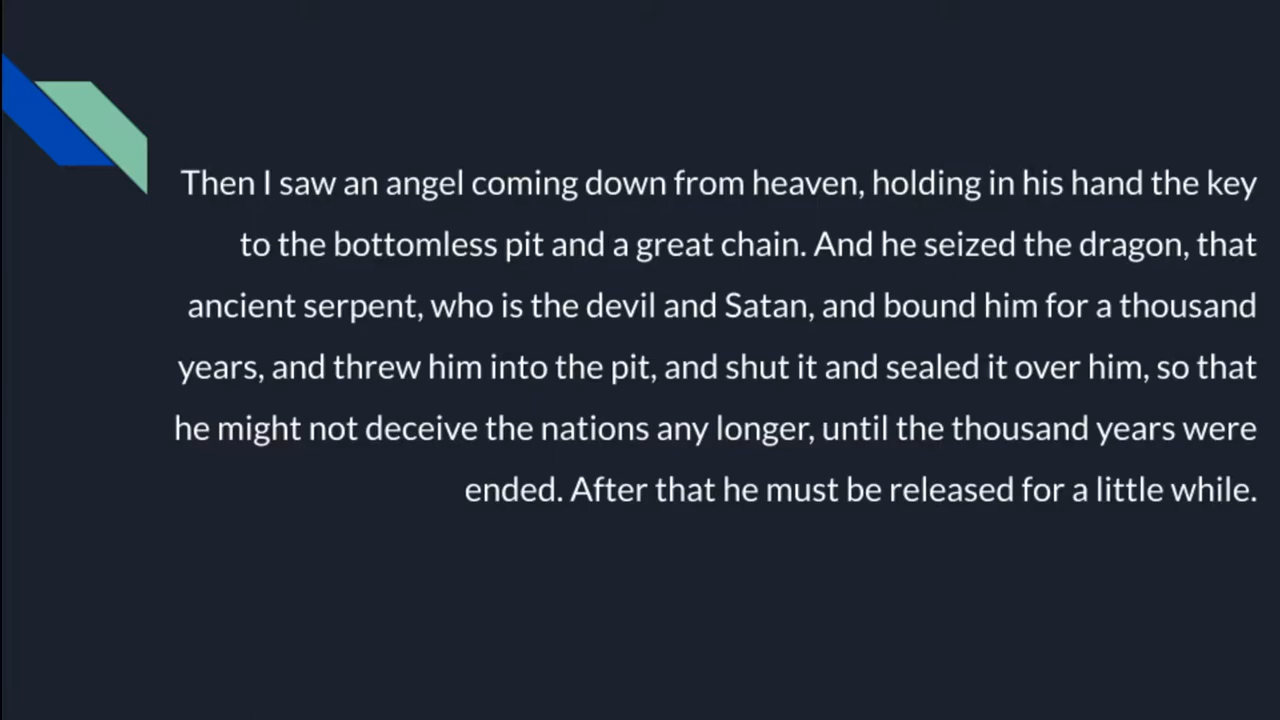 Then I saw an angel coming down from heaven, holding in his hand the key
to the bottomless pit and a great chain. And he seized the dragon, that
ancient serpent, who is the devil and Satan, and bound him for a thousand
years, and threw him into the pit, and shut it and sealed it over him, so that
he might not deceive the nations any longer, until the thousand years were
ended. After that he must be released for a little while.